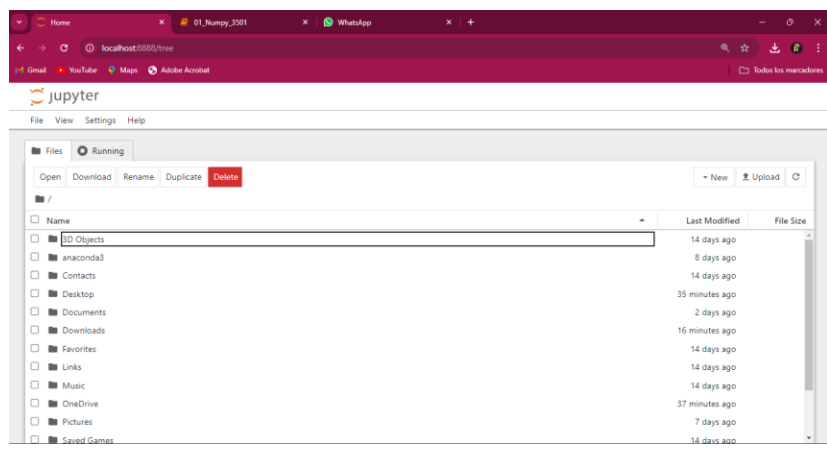 Home 01_Numpy_3501 WhatsApp
localhost:8888/tree
Gmail YouTube Maps Adobe Acrobat Todos los marcadores
jupyter
File View Settings Help
Files Running
Open Download Rename Duplicate Delete New Upload
/
Name Last Modified File Size
3D Objects 14 days ago
anaconda3 8 days ago
Contacts 14 days ago
Desktop 35 minutes ago
Documents 2 days ago
Downloads 16 minutes ago
Favorites 14 days ago
Links 14 days ago
Music 14 days ago
OneDrive 37 minutes ago
Pictures 7 days ago
Saved Games 14 days ago